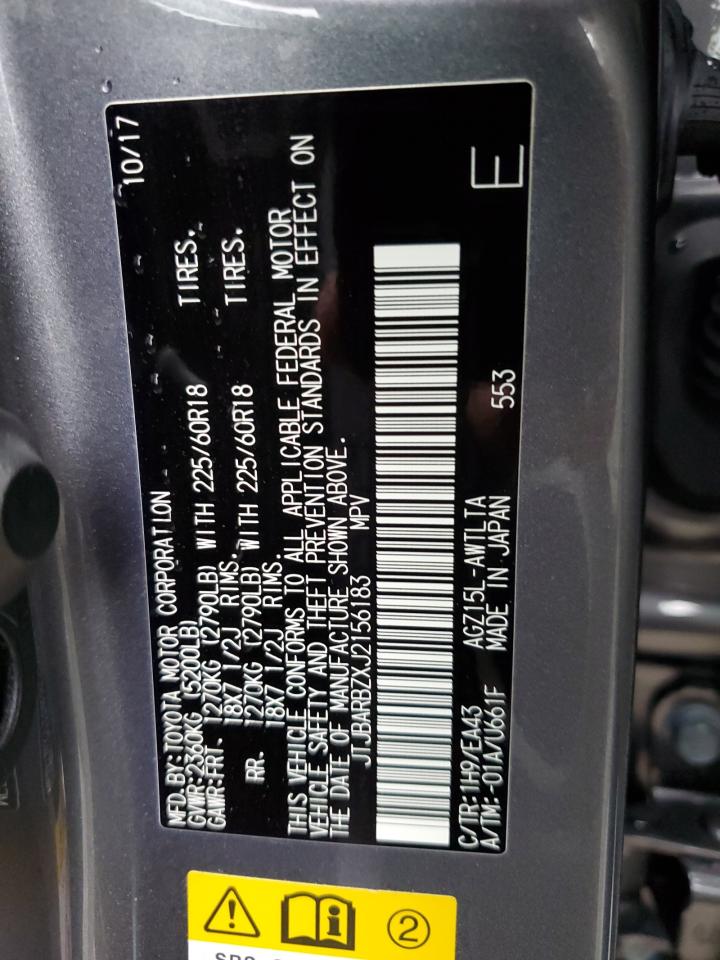 MFD.BY:TOYOTA MOTOR CORPORATION 10/17
GVWR:2360KG (5200LB)
GAWR:FRT. 1270KG (2790LB) WITH 225/60R18 TIRES.
18X7 1/2J RIMS.
RR. 1270KG (2790LB) WITH 225/60R18 TIRES.
18X7 1/2J RIMS.
THIS VEHICLE CONFORMS TO ALL APPLICABLE FEDERAL MOTOR
VEHICLE SAFETY AND THEFT PREVENTION STANDARDS IN EFFECT ON
THE DATE OF MANUFACTURE SHOWN ABOVE.
JTJBARBZXJ2156183 MPV
C/TR:1H9/EA43 AGZ15L-AWTLTA
A/TM:-01A/U661F MADE IN JAPAN 553 E
2